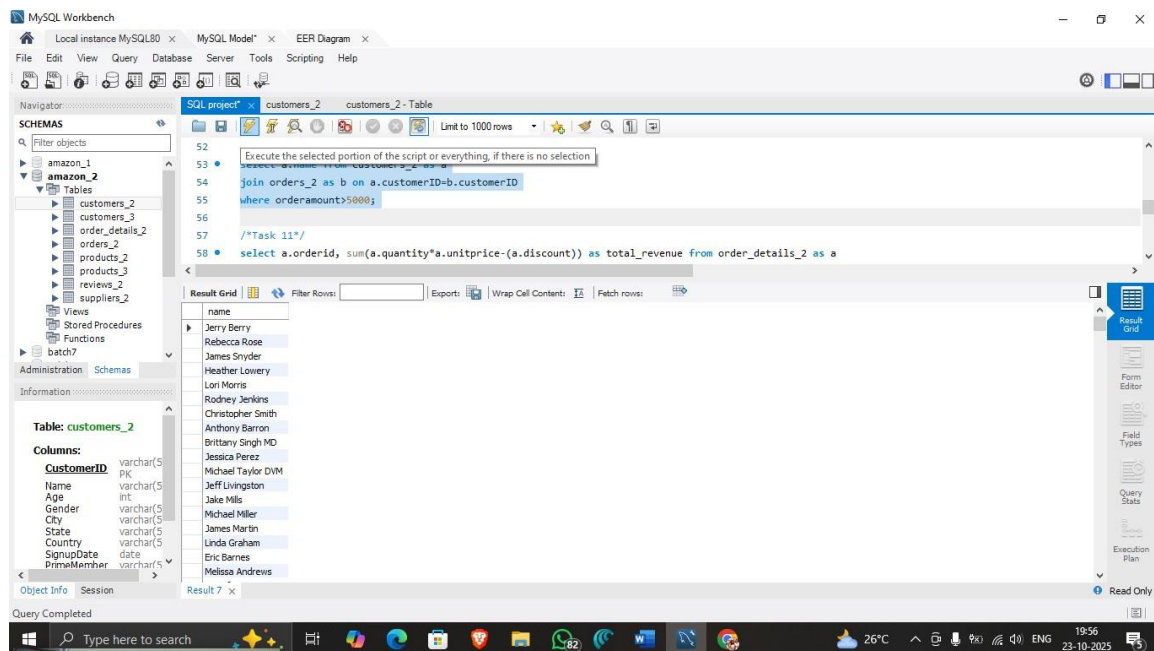 MySQL Workbench
Local instance MySQL80 × MySQL Model* × EER Diagram ×
File Edit View Query Database Server Tools Scripting Help
Navigator
SQL project* × customers_2 customers_2 - Table
SCHEMAS
Limit to 1000 rows
Filter objects
amazon_1
amazon_2
Tables
customers_2
customers_3
order_details_2
orders_2
products_2
products_3
reviews_2
suppliers_2
Views
Stored Procedures
Functions
batch7
Administration Schemas
Information
Table: customers_2
Columns:
CustomerID varchar(5
PK
Name varchar(5
Age int
Gender varchar(5
City varchar(5
State varchar(5
Country varchar(5
SignupDate date
PrimeMember varchar(5
Object Info Session
52
Execute the selected portion of the script or everything, if there is no selection
53 select a.name from customers_2 as a
54 join orders_2 as b on a.customerID=b.customerID
55 where orderamount>5000;
56
57 /*Task 11*/
58 select a.orderid, sum(a.quantity*a.unitprice-(a.discount)) as total_revenue from order_details_2 as a
Result Grid Filter Rows: Export: Wrap Cell Content: Fetch rows:
name
Jerry Berry
Rebecca Rose
James Snyder
Heather Lowery
Lori Morris
Rodney Jenkins
Christopher Smith
Anthony Barron
Brittany Singh MD
Jessica Perez
Michael Taylor DVM
Jeff Livingston
Jake Mills
Michael Miller
James Martin
Linda Graham
Eric Barnes
Melissa Andrews
Result 7 ×
Result
Grid
Form
Editor
Field
Types
Query
Stats
Execution
Plan
Read Only
Query Completed
Type here to search
82
26°C
ENG
19:56
23-10-2025
5